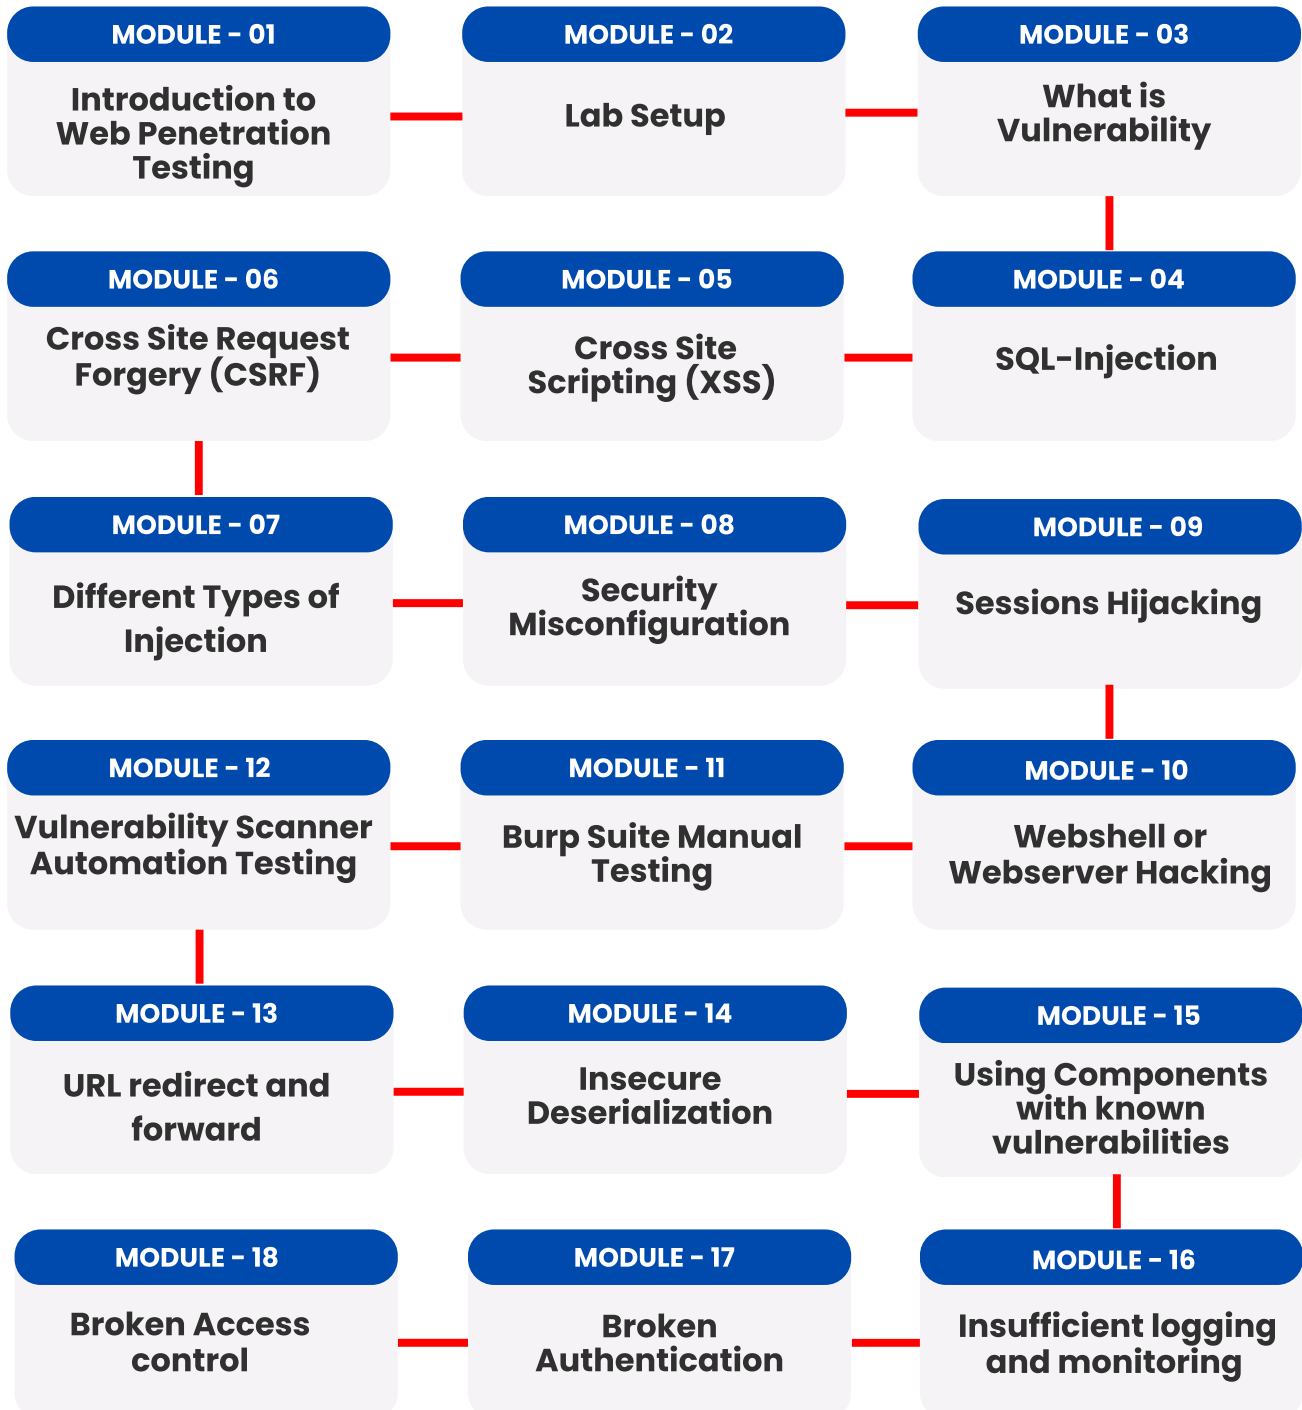 MODULE - 01
Introduction to
Web Penetration
Testing
MODULE - 02
Lab Setup
MODULE - 03
What is
Vulnerability
MODULE - 04
SQL-Injection
MODULE - 05
Cross Site
Scripting (XSS)
MODULE - 06
Cross Site Request
Forgery (CSRF)
MODULE - 07
Different Types of
Injection
MODULE - 08
Security
Misconfiguration
MODULE - 09
Sessions Hijacking
MODULE - 10
Webshell or
Webserver Hacking
MODULE - 11
Burp Suite Manual
Testing
MODULE - 12
Vulnerability Scanner
Automation Testing
MODULE - 13
URL redirect and
forward
MODULE - 14
Insecure
Deserialization
MODULE - 15
Using Components
with known
vulnerabilities
MODULE - 16
Insufficient logging
and monitoring
MODULE - 17
Broken
Authentication
MODULE - 18
Broken Access
control